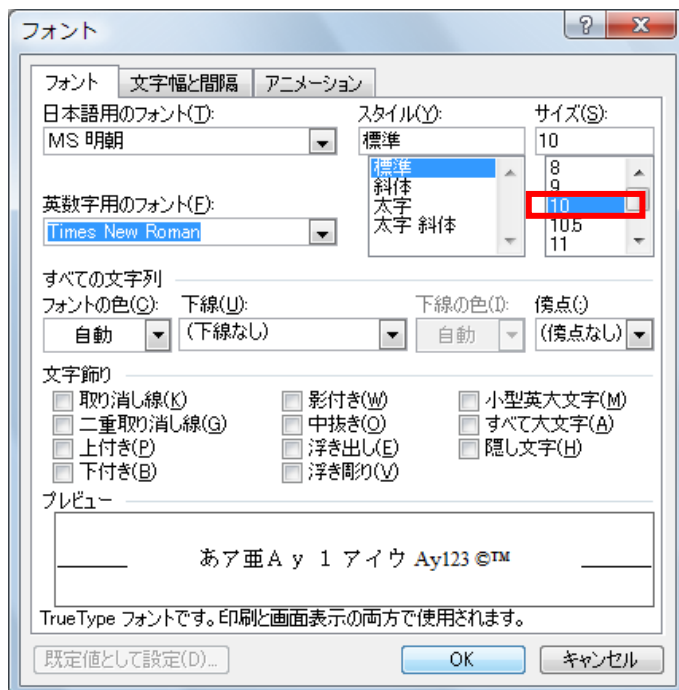 フォント
フォント 文字幅と間隔 アニメーション
日本語用のフォント(T): スタイル(Y): サイズ(S):
MS 明朝 標準 10
標準 8
斜体 9
太字 10
太字 斜体 10.5
11
英数字用のフォント(F):
Times New Roman
すべての文字列
フォントの色(C): 下線(U): 下線の色(I): 傍点(:)
自動 (下線なし) 自動 (傍点なし)
文字飾り
取り消し線(K) 影付き(W) 小型英大文字(M)
二重取り消し線(G) 中抜き(O) すべて大文字(A)
上付き(P) 浮き出し(E) 隠し文字(H)
下付き(B) 浮き彫り(V)
プレビュー
あア亜Ay 1 アイウ Ay123 ©™
TrueType フォントです。印刷と画面表示の両方で使用されます。
既定値として設定(D)... OK キャンセル